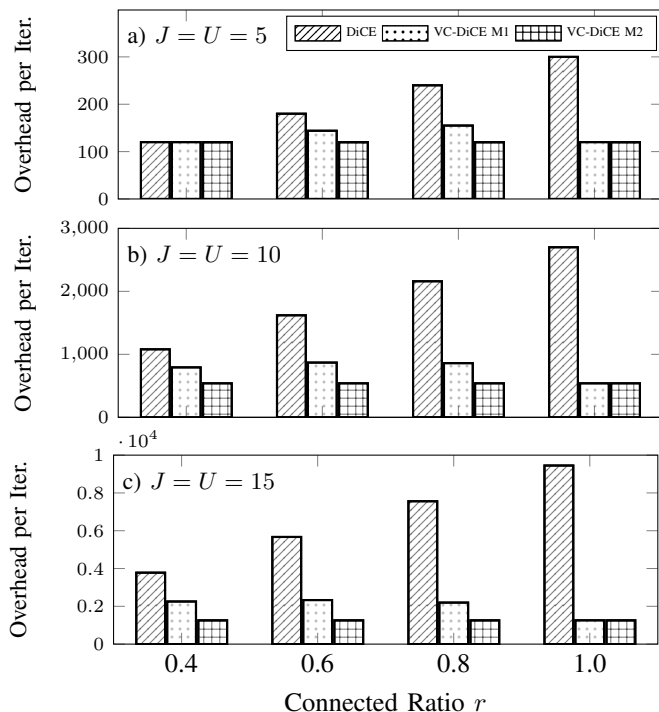 a) J = U = 5
DiCE
VC-DiCE M1
VC-DiCE M2
Overhead per Iter.
300
200
100
0
b) J = U = 10
Overhead per Iter.
3,000
2,000
1,000
0
·10⁴
c) J = U = 15
Overhead per Iter.
1
0.8
0.6
0.4
0.2
0
0.4 0.6 0.8 1.0
Connected Ratio r